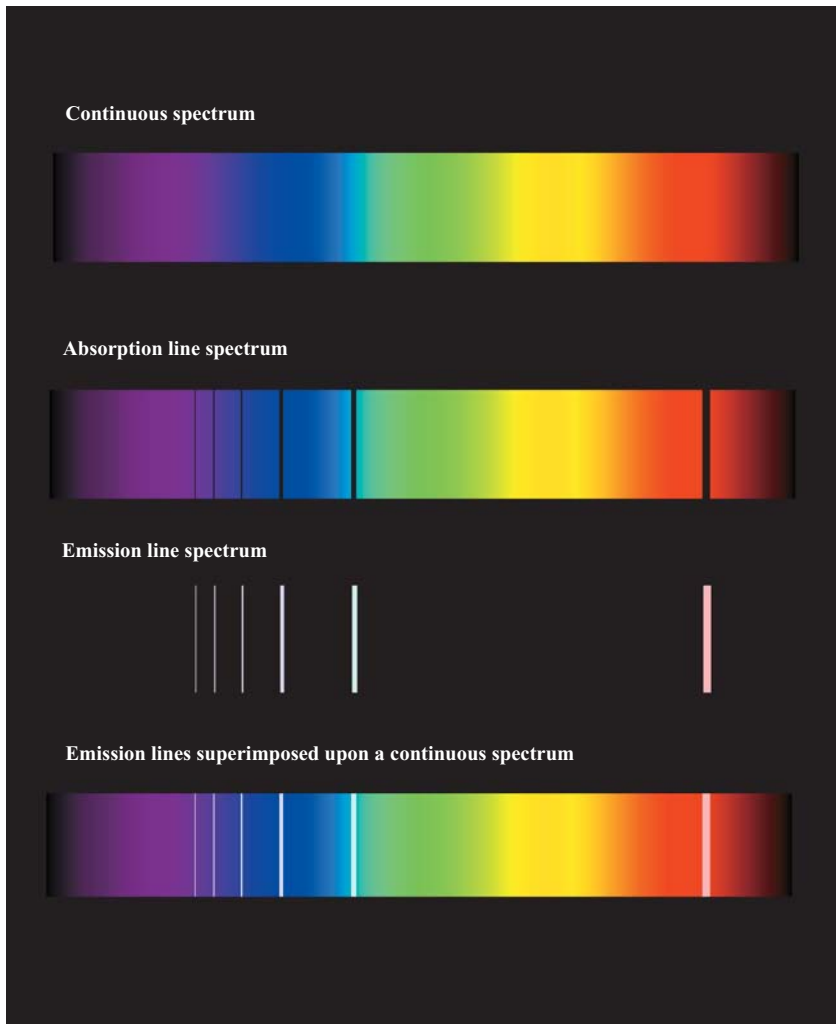 Continuous spectrum
Absorption line spectrum
Emission line spectrum
Emission lines superimposed upon a continuous spectrum